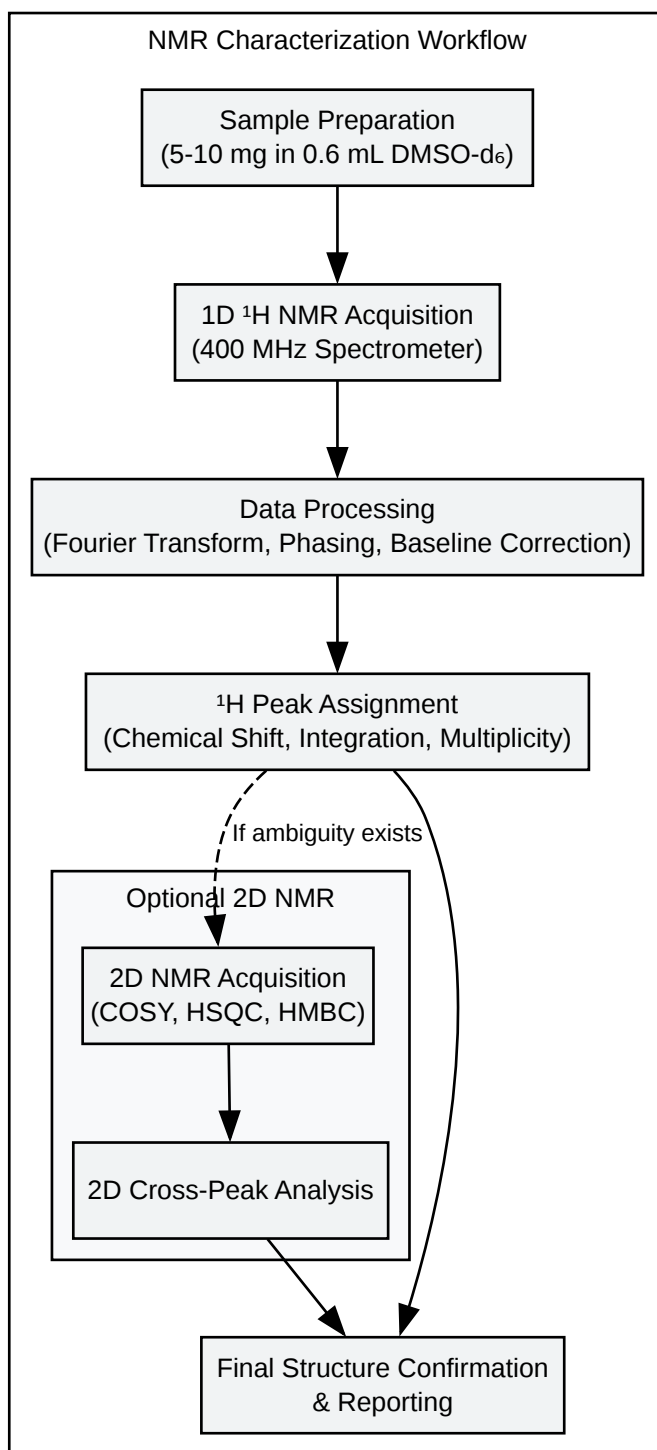 NMR Characterization Workflow
Sample Preparation
(5-10 mg in 0.6 mL DMSO-d₆)
1D ¹H NMR Acquisition
(400 MHz Spectrometer)
Data Processing
(Fourier Transform, Phasing, Baseline Correction)
¹H Peak Assignment
(Chemical Shift, Integration, Multiplicity)
If ambiguity exists
Optional 2D NMR
2D NMR Acquisition
(COSY, HSQC, HMBC)
2D Cross-Peak Analysis
Final Structure Confirmation
& Reporting